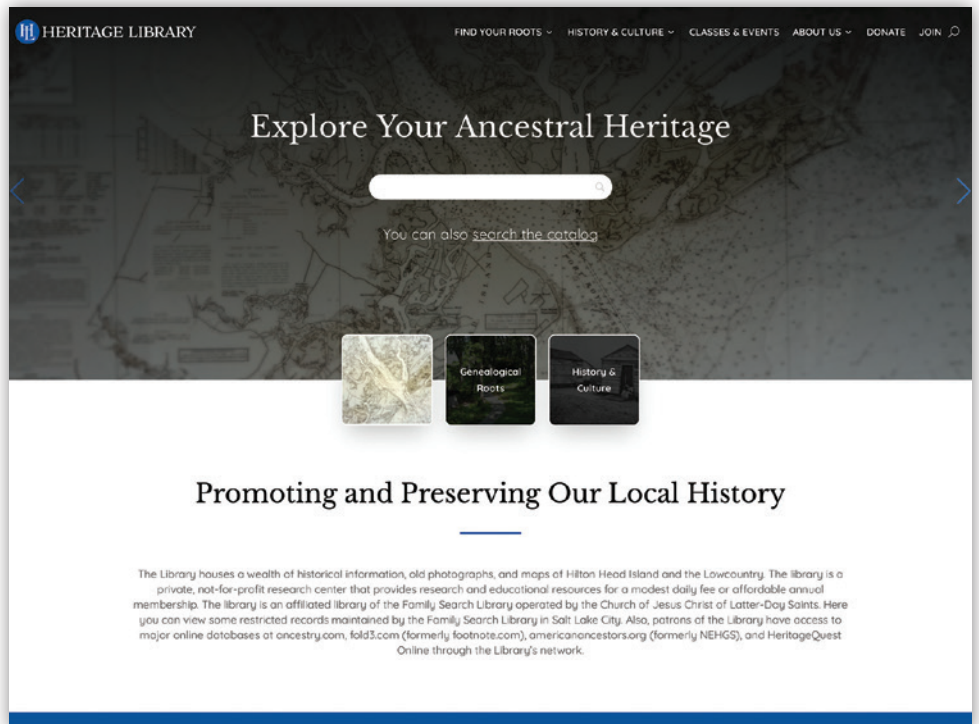 HL HERITAGE LIBRARY
FIND YOUR ROOTS HISTORY & CULTURE CLASSES & EVENTS ABOUT US DONATE JOIN
Explore Your Ancestral Heritage
You can also search the catalog
Genealogical
Roots
History &
Culture
Promoting and Preserving Our Local History
The Library houses a wealth of historical information, old photographs, and maps of Hilton Head Island and the Lowcountry. The library is a
private, not-for-profit research center that provides research and educational resources for a modest daily fee or affordable annual
membership. The library is an affiliated library of the Family Search Library operated by the Church of Jesus Christ of Latter-Day Saints. Here
you can view some restricted records maintained by the Family Search Library in Salt Lake City. Also, patrons of the Library have access to
major online databases at ancestry.com, fold3.com (formerly footnote.com), americanancestors.org (formerly NEHGS), and HeritageQuest
Online through the Library's network.